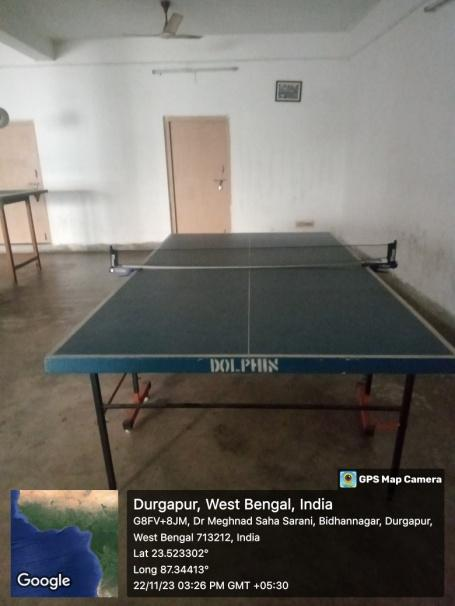 DOLPHIN
GPS Map Camera
Google
Durgapur, West Bengal, India
G8FV+8JM, Dr Meghnad Saha Sarani, Bidhannagar, Durgapur,
West Bengal 713212, India
Lat 23.523302°
Long 87.34413°
22/11/23 03:26 PM GMT +05:30